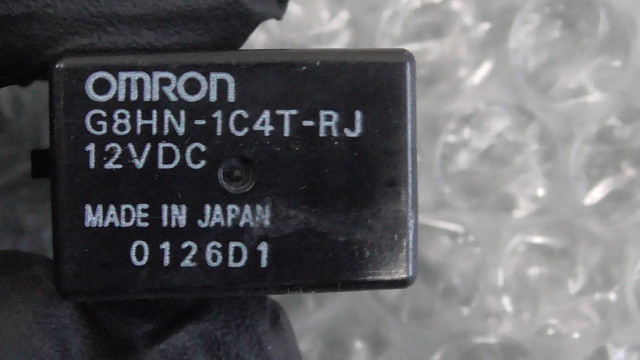 OMRON
G8HN-1C4T-RJ
12VDC
MADE IN JAPAN
0126D1